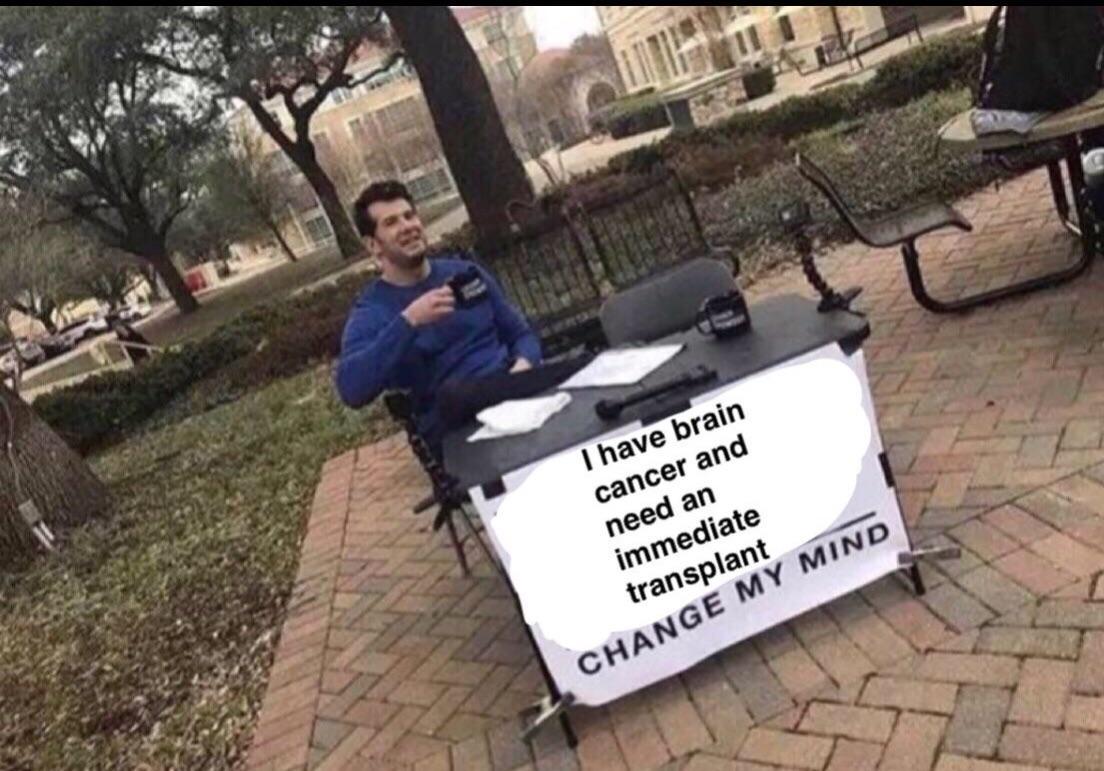 I have brain
cancer and
need an
immediate
transplant
CHANGE MY MIND